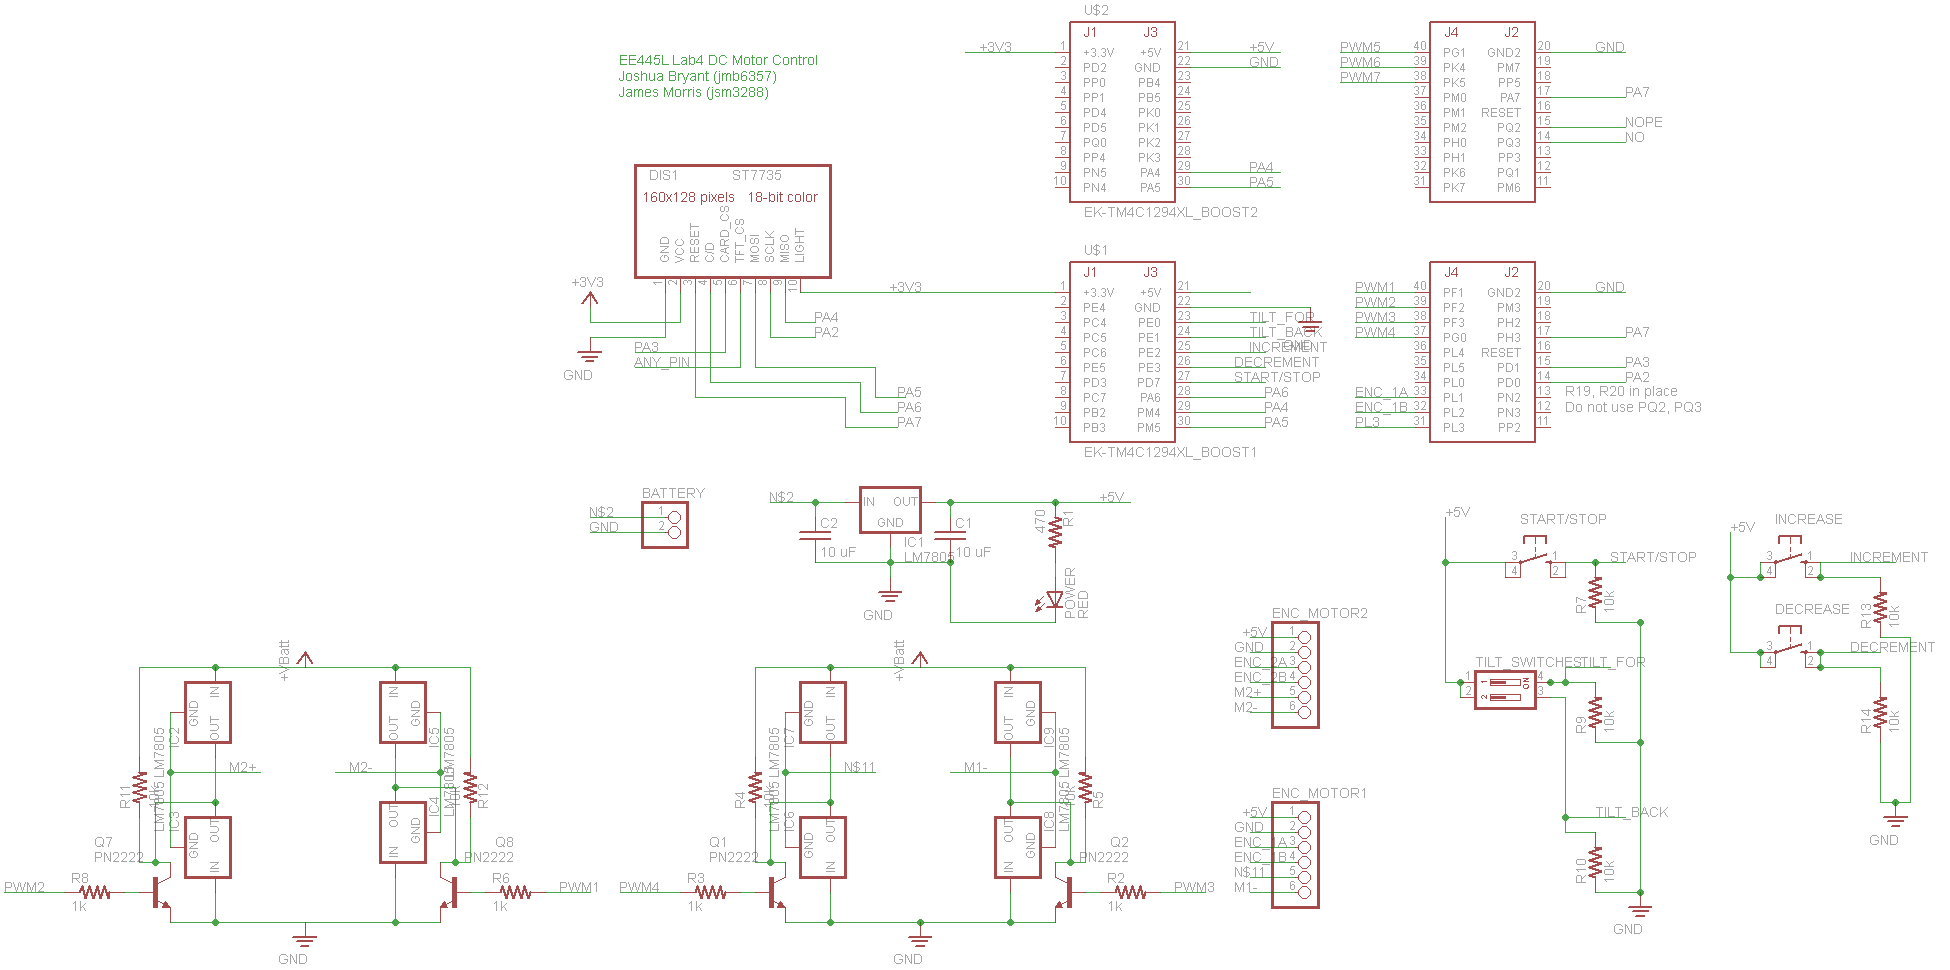 EE445L Lab4 DC Motor Control
Joshua Bryant (jmb6357)
James Morris (jsm3288)
U$2
J1 J3
+3V3 1 +3.3V +5V 21 +5V
2 PD2 GND 22 GND
3 PP0 PB4 23
4 PP1 PB5 24
5 PD4 PK0 25
6 PD5 PK1 26
7 PQ0 PK2 27
8 PP4 PK3 28
9 PN5 PA4 29 PA4
10 PN4 PA5 30 PA5
EK-TM4C1294XL_BOOST2
J4 J2
PWM5 40 PG1 GND2 20 GND
PWM6 39 PK4 PM7 19
PWM7 38 PK5 PP5 18
37 PM0 PA7 17 PA7
36 PM1 RESET 16
35 PM2 PQ2 15 NOPE
34 PH0 PQ3 14 NO
33 PH1 PP3 13
32 PK6 PQ1 12
31 PK7 PM6 11
DIS1 ST7735
160x128 pixels 18-bit color
GND VCC RESET C/D CARD_CS TFT_CS MOSI SCLK MISO LIGHT
1 2 3 4 5 6 7 8 9 10
+3V3
GND
PA3
ANY_PIN
PA4
PA2
PA5
PA6
PA7
U$1
J1 J3
+3V3 1 +3.3V +5V 21
2 PE4 GND 22
3 PC4 PE0 23 TILT_FOR
4 PC5 PE1 24 TILT_BACK
GND
5 PC6 PE2 25 INCREMENT
6 PE5 PE3 26 DECREMENT
7 PD3 PD7 27 START/STOP
8 PC7 PA6 28 PA6
9 PB2 PM4 29 PA4
10 PB3 PM5 30 PA5
EK-TM4C1294XL_BOOST1
J4 J2
PWM1 40 PF1 GND2 20 GND
PWM2 39 PF2 PM3 19
PWM3 38 PF3 PH2 18
PWM4 37 PG0 PH3 17 PA7
36 PL4 RESET 16
35 PL5 PD1 15 PA3
34 PL0 PD0 14 PA2
ENC_1A 33 PL1 PN2 13
ENC_1B 32 PL2 PN3 12
PL3 31 PL3 PP2 11
R19, R20 in place
Do not use PQ2, PQ3
BATTERY
N$2 1
GND 2
N$2 IN OUT +5V
GND
C2
10 uF
IC1
LM7805
C1
10 uF
470 R1
POWER
RED
GND
+5V
START/STOP
3 1
4 2
START/STOP
R7 10k
TILT_SWITCHES
TILT_FOR
1 4
2 3
1 2 ON
R9 10k
TILT_BACK
R10 10k
GND
+5V
INCREASE
3 1
4 2
INCREMENT
R13 10k
DECREASE
3 1
4 2
DECREMENT
R14 10k
GND
ENC_MOTOR2
+5V 1
GND 2
ENC_2A 3
ENC_2B 4
M2+ 5
M2- 6
ENC_MOTOR1
+5V 1
GND 2
ENC_1A 3
ENC_1B 4
N$11 5
M1- 6
+VBatt
IN OUT GND IC2 LM7805
IN OUT GND IC5 LM7805
M2+
M2-
R11 10k
R12 10k
OUT IN GND IC3 LM7805
OUT IN GND IC4 LM7805
Q7
PN2222
Q8
PN2222
PWM2 R8 1k
R6 1k PWM1
GND
+VBatt
IN OUT GND IC7 LM7805
IN OUT GND IC9 LM7805
N$11
M1-
R4 10k
R5 10k
OUT IN GND IC6 LM7805
OUT IN GND IC8 LM7805
Q1
PN2222
Q2
PN2222
PWM4 R3 1k
R2 1k PWM3
GND